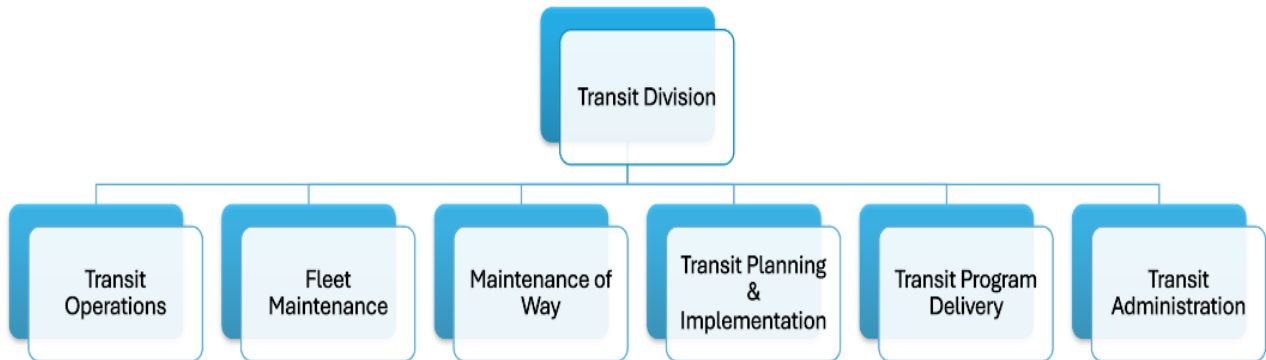 Transit Division
Transit
Operations
Fleet
Maintenance
Maintenance of
Way
Transit Planning
&
Implementation
Transit Program
Delivery
Transit
Administration